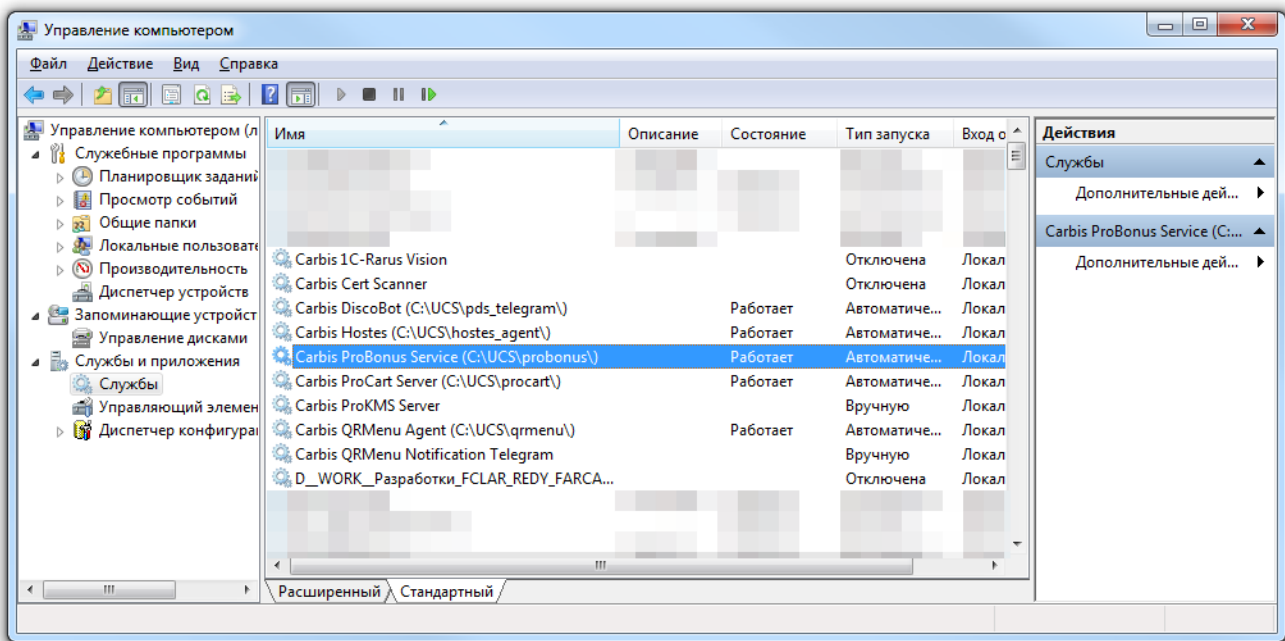 Управление компьютером
Файл Действие Вид Справка
Управление компьютером (л
Служебные программы
Планировщик заданий
Просмотр событий
Общие папки
Локальные пользовате
Производительность
Диспетчер устройств
Запоминающие устройст
Управление дисками
Службы и приложения
Службы
Управляющий элемен
Диспетчер конфигура
Имя Описание Состояние Тип запуска Вход о
Carbis 1C-Rarus Vision Отключена Локал
Carbis Cert Scanner Отключена Локал
Carbis DiscoBot (C:\UCS\pds_telegram\) Работает Автоматиче... Локал
Carbis Hostes (C:\UCS\hostes_agent\) Работает Автоматиче... Локал
Carbis ProBonus Service (C:\UCS\probonus\) Работает Автоматиче... Локал
Carbis ProCart Server (C:\UCS\procart\) Работает Автоматиче... Локал
Carbis ProKMS Server Вручную Локал
Carbis QRMenu Agent (C:\UCS\qrmenu\) Работает Автоматиче... Локал
Carbis QRMenu Notification Telegram Вручную Локал
D__WORK__Разработки_FCLAR_REDY_FARCA... Отключена Локал
Расширенный Стандартный
Действия
Службы
Дополнительные дей...
Carbis ProBonus Service (C:...
Дополнительные дей...